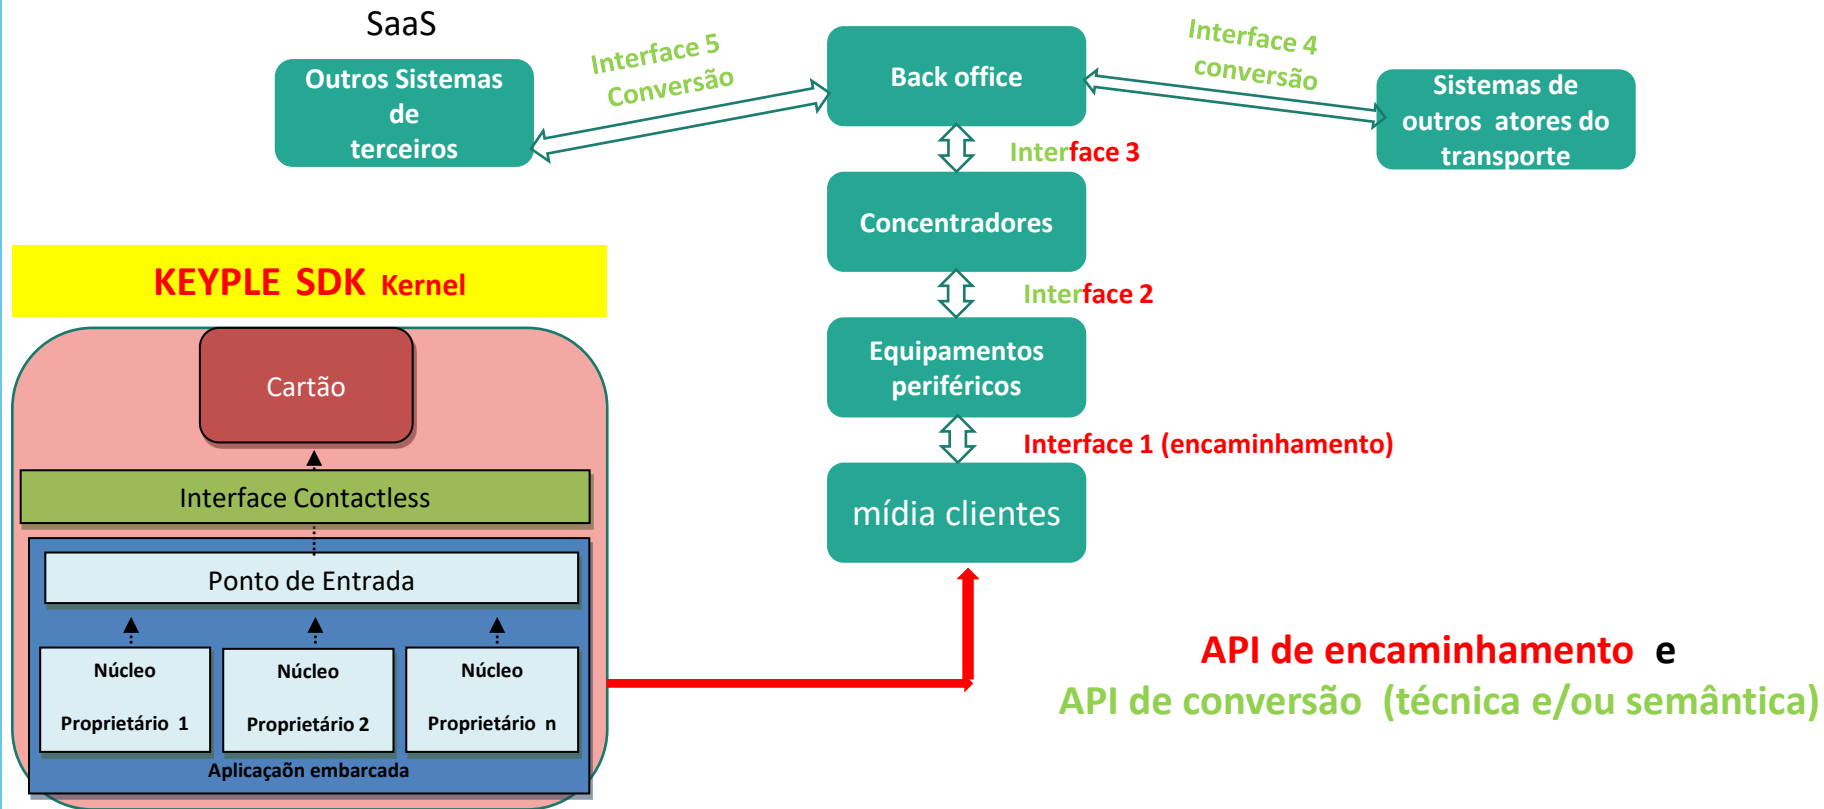 SaaS
Outros Sistemas
de
terceiros
Interface 5
Conversão
Back office
Interface 4
conversão
Sistemas de
outros atores do
transporte
Interface 3
Concentradores
Interface 2
Equipamentos
periféricos
Interface 1 (encaminhamento)
mídia clientes
KEYPLE SDK Kernel
Cartão
Interface Contactless
Ponto de Entrada
Núcleo
Proprietário 1
Núcleo
Proprietário 2
Núcleo
Proprietário n
Aplicaçaõn embarcada
API de encaminhamento e
API de conversão (técnica e/ou semântica)